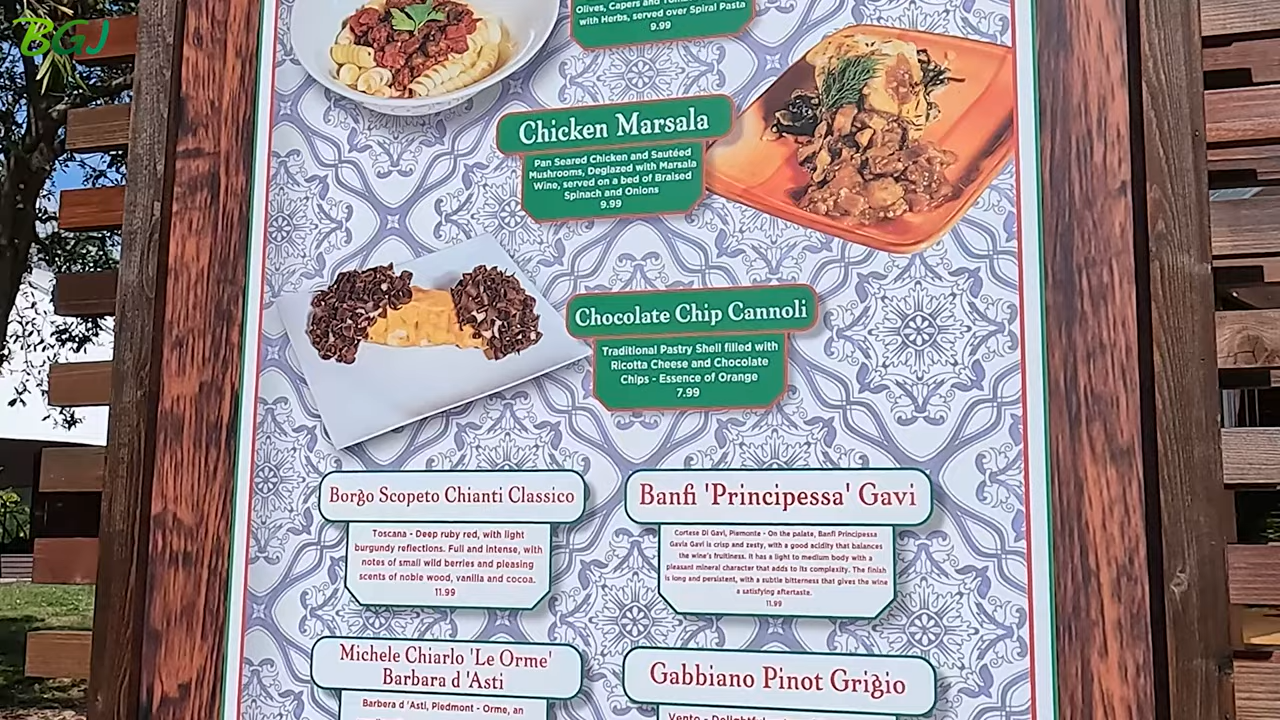 BGJ
Olives, Capers and
with Herbs, served over Spiral Pasta
9.99
Chicken Marsala
Pan Seared Chicken and Sautéed
Mushrooms, Deglazed with Marsala
Wine, served on a bed of Braised
Spinach and Onions
9.99
Chocolate Chip Cannoli
Traditional Pastry Shell filled with
Ricotta Cheese and Chocolate
Chips - Essence of Orange
7.99
Borgo Scopeto Chianti Classico
Toscana - Deep ruby red, with light
burgundy reflections. Full and intense, with
notes of small wild berries and pleasing
scents of noble wood, vanilla and cocoa.
11.99
Banfi 'Principessa' Gavi
Cortese Di Gavi, Piemonte - On the palate, Banfi Principessa
Gavia Gavi is crisp and zesty, with a good acidity that balances
the wine's fruitiness. It has a light to medium body with a
pleasant mineral character that adds to its complexity. The finish
is long and persistent, with a subtle bitterness that gives the wine
a satisfying aftertaste.
11.99
Michele Chiarlo 'Le Orme'
Barbara d 'Asti
Barbera d 'Asti, Piedmont - Orme, an
Gabbiano Pinot Grigio